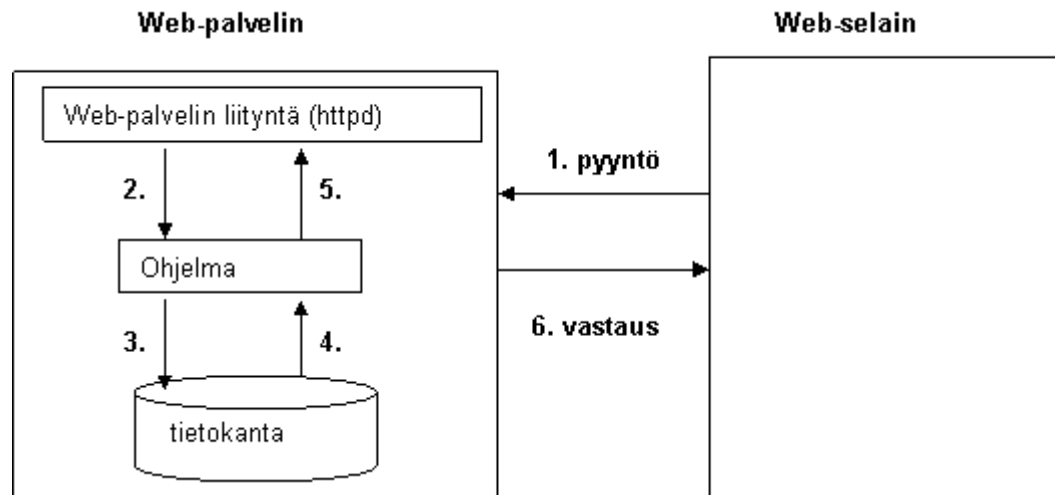 Web-palvelin
Web-selain
Web-palvelin liityntä (httpd)
1. pyyntö
2.
5.
Ohjelma
6. vastaus
3.
4.
tietokanta